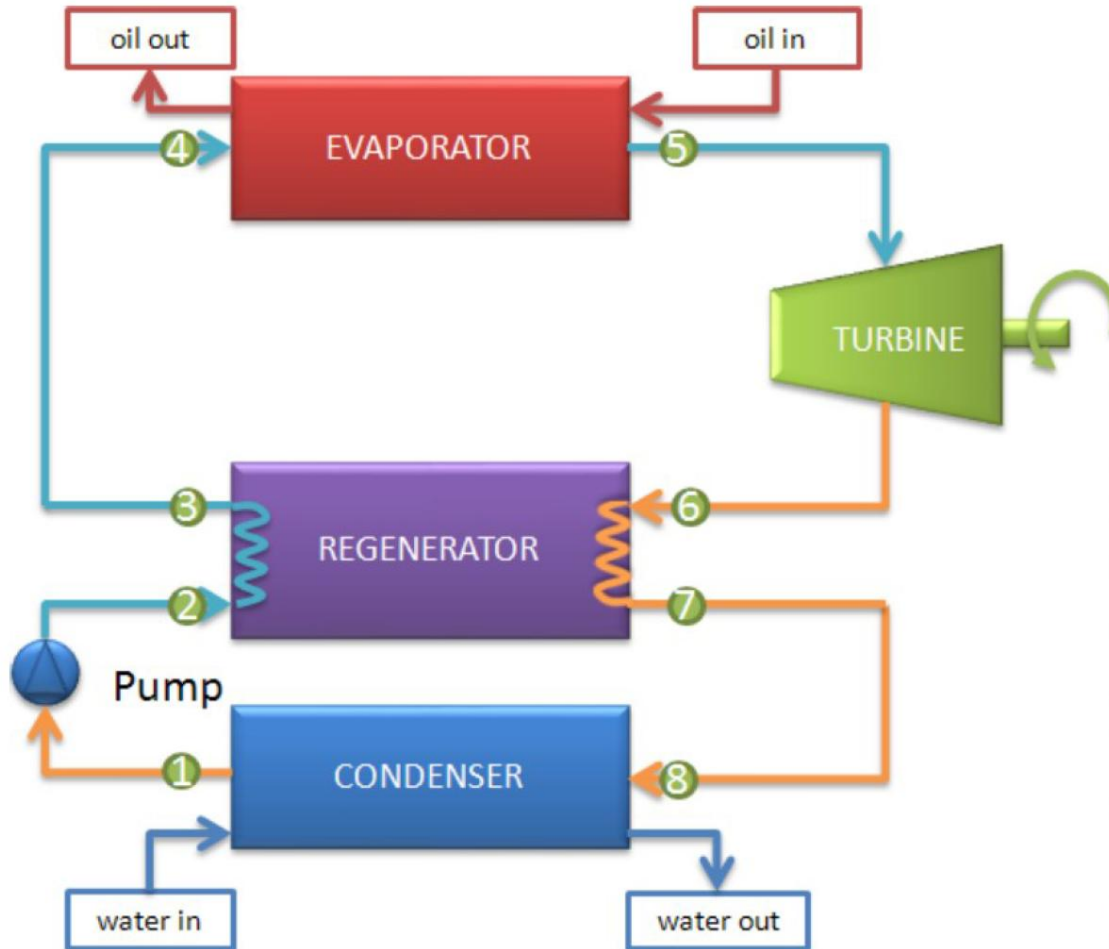 oil out
oil in
4
EVAPORATOR
5
TURBINE
3
6
REGENERATOR
2
7
Pump
1
CONDENSER
8
water in
water out